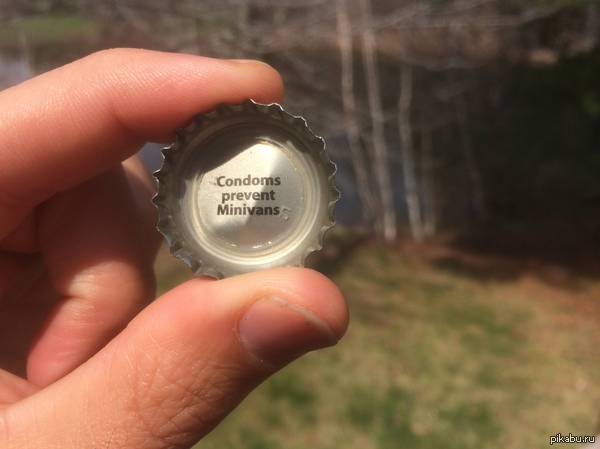 Condoms
prevent
Minivans
pikabu.ru